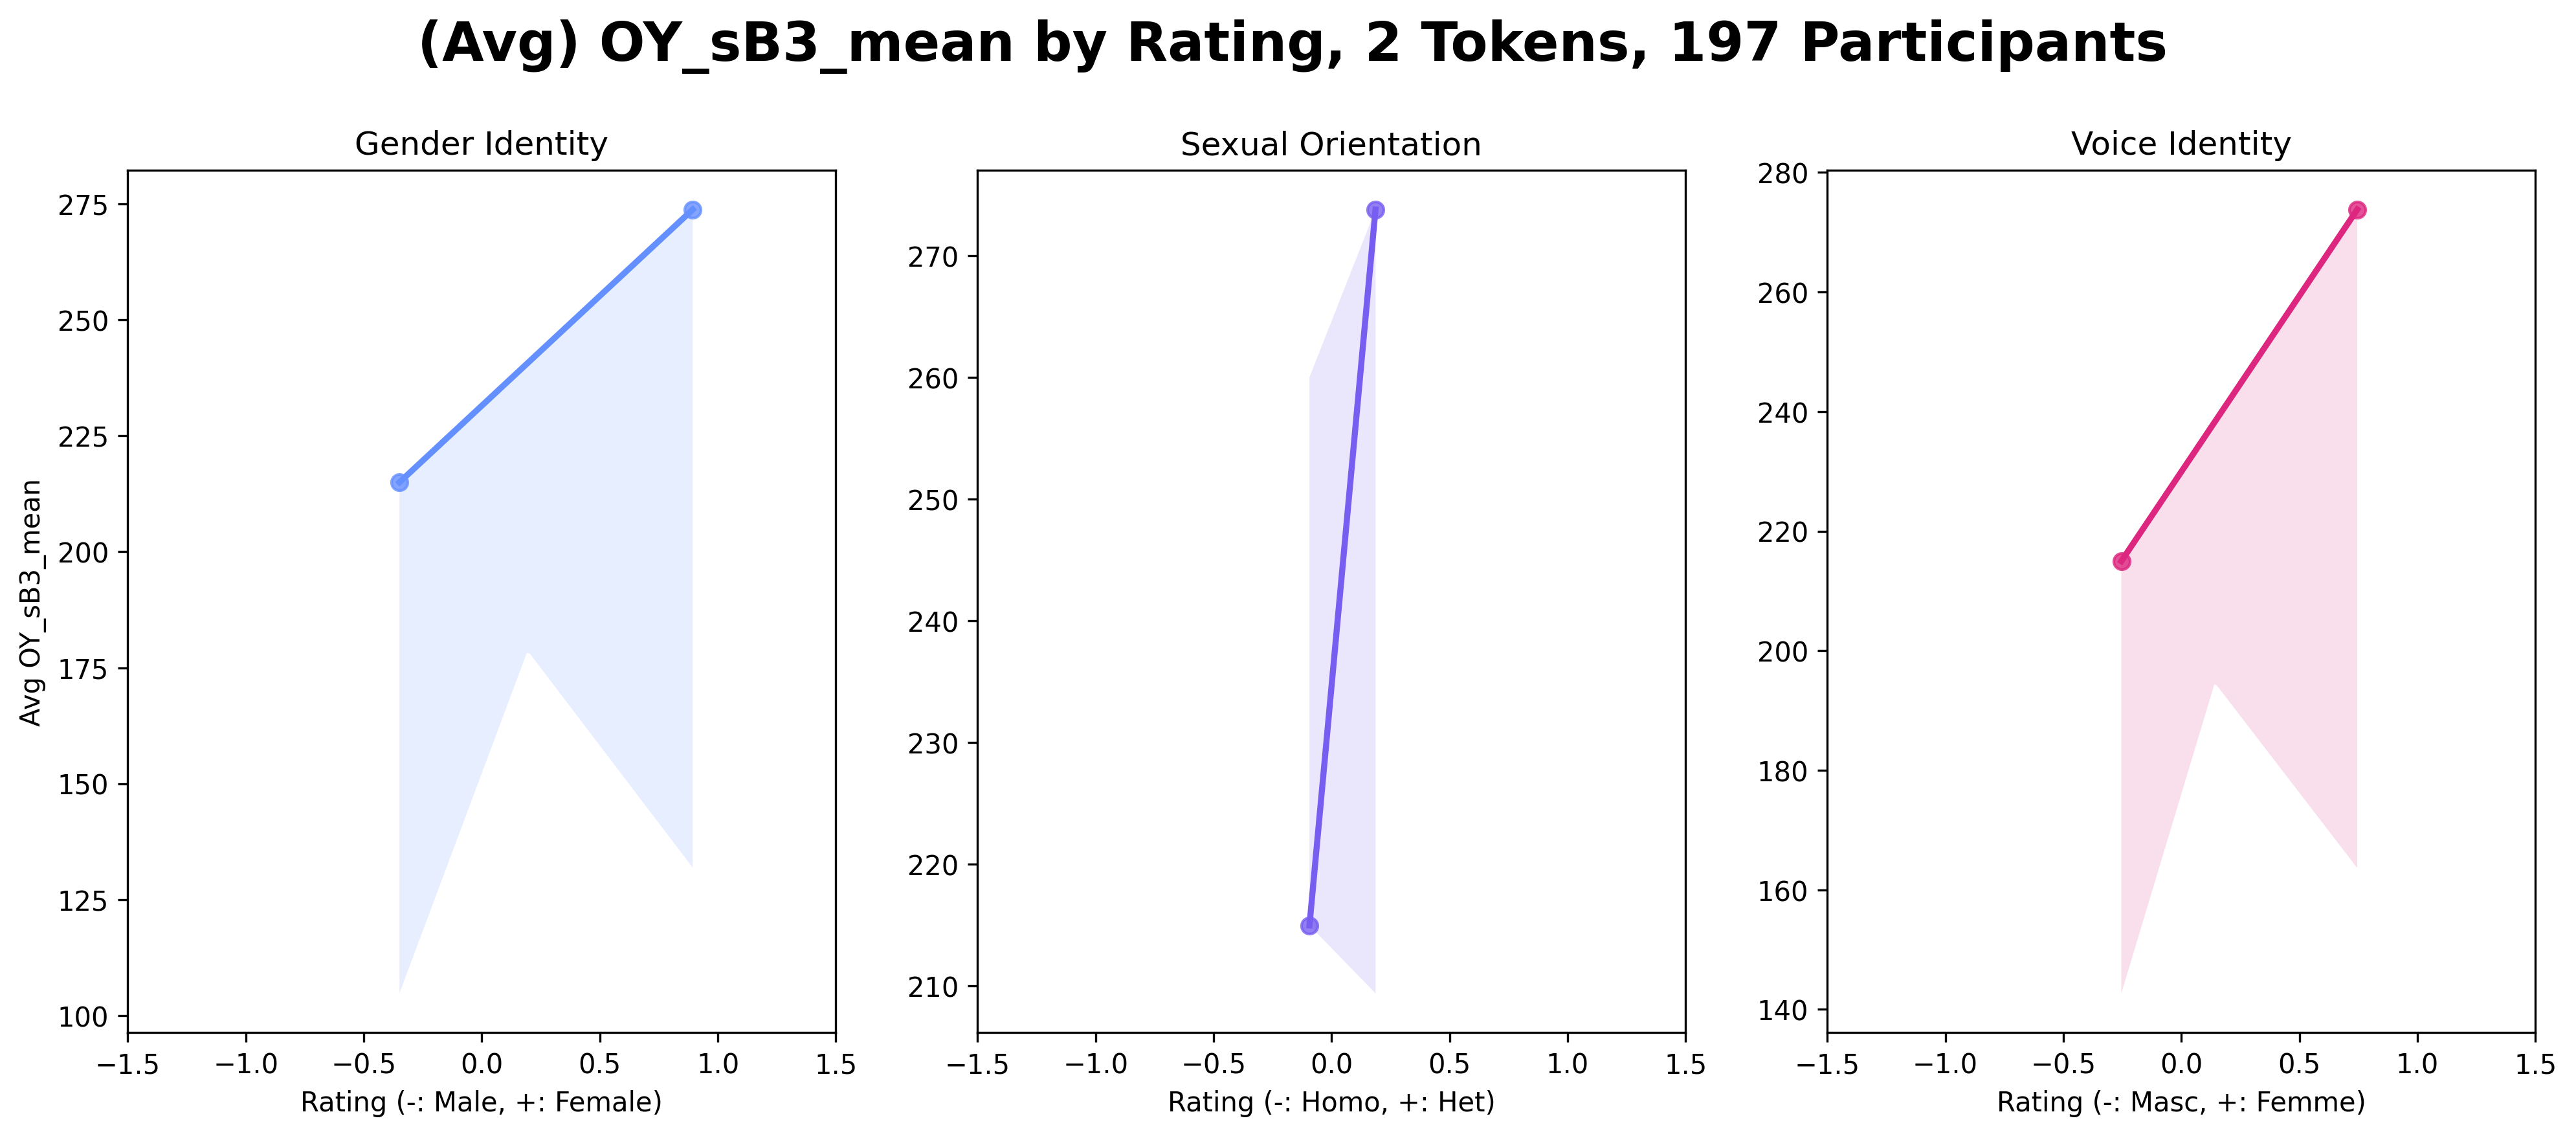 (Avg) OY_sB3_mean by Rating, 2 Tokens, 197 Participants
Gender Identity
275
250
225
200
175
150
125
100
Avg OY_sB3_mean
−1.5 −1.0 −0.5 0.0 0.5 1.0 1.5
Rating (-: Male, +: Female)
Sexual Orientation
270
260
250
240
230
220
210
−1.5 −1.0 −0.5 0.0 0.5 1.0 1.5
Rating (-: Homo, +: Het)
Voice Identity
280
260
240
220
200
180
160
140
−1.5 −1.0 −0.5 0.0 0.5 1.0 1.5
Rating (-: Masc, +: Femme)